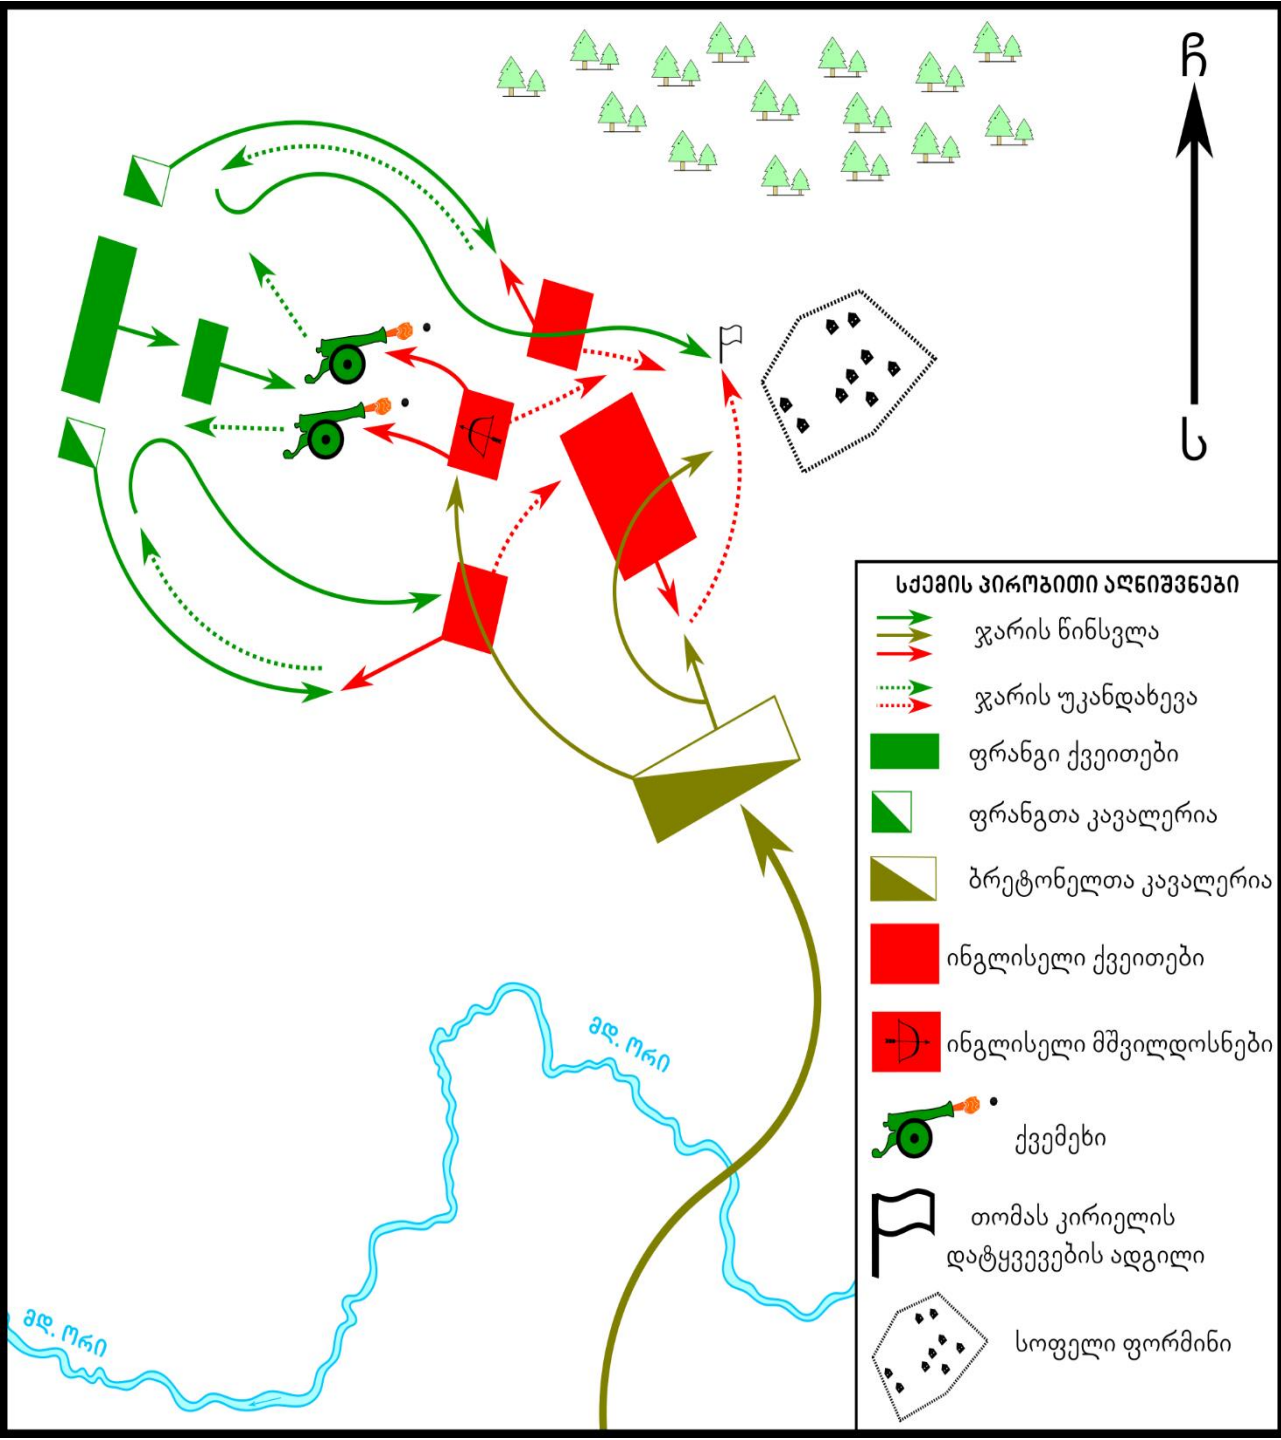 ჩ
ს
სქემის პირობითი აღნიშვნები
ჯარის წინსვლა
ჯარის უკანდახევა
ფრანგი ქვეითები
ფრანგთა კავალერია
ბრეტონელთა კავალერია
ინგლისელი ქვეითები
ინგლისელი მშვილდოსნები
ქვემეხი
თომას კირიელის
დატყვევების ადგილი
სოფელი ფორმინი
მდ. ორი
მდ. ორი